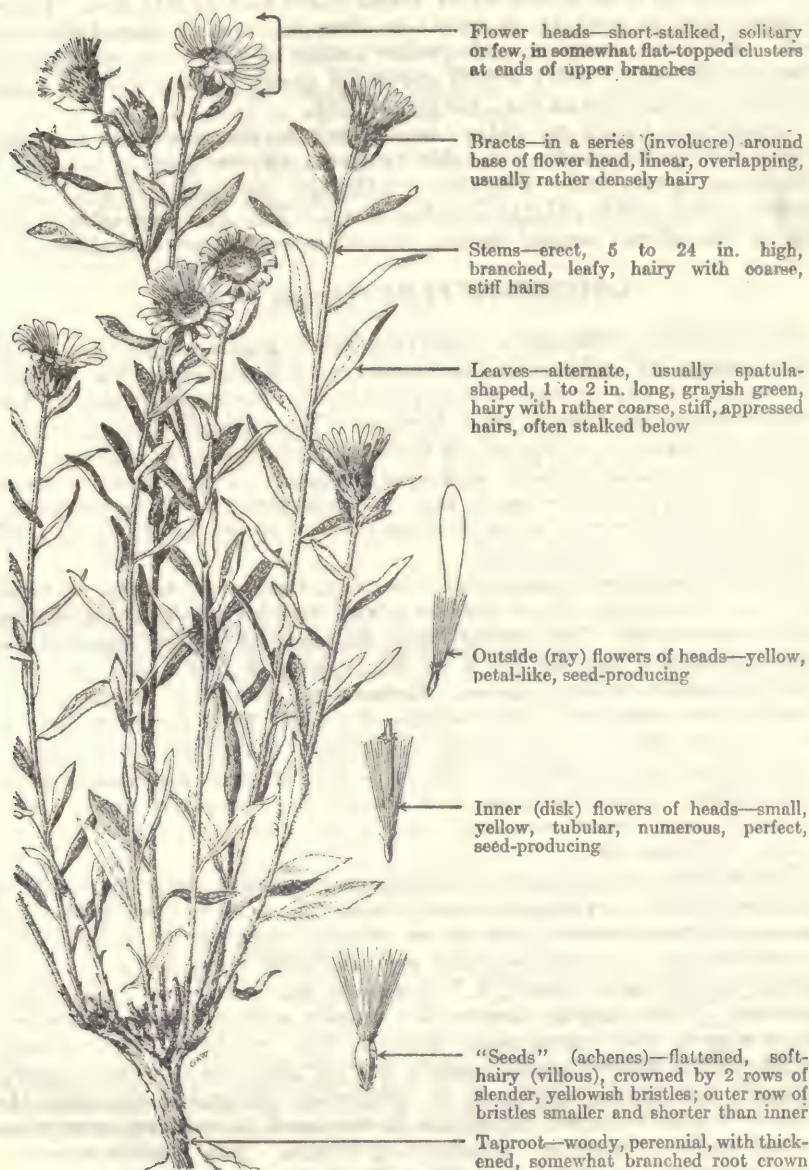 Flower heads—short-stalked, solitary
or few, in somewhat flat-topped clusters
at ends of upper branches
Bracts—in a series (involucre) around
base of flower head, linear, overlapping,
usually rather densely hairy
Stems—erect, 5 to 24 in. high,
branched, leafy, hairy with coarse,
stiff hairs
Leaves—alternate, usually spatula-
shaped, 1 to 2 in. long, grayish green,
hairy with rather coarse, stiff, appressed
hairs, often stalked below
Outside (ray) flowers of heads—yellow,
petal-like, seed-producing
Inner (disk) flowers of heads—small,
yellow, tubular, numerous, perfect,
seed-producing
"Seeds" (achenes)—flattened, soft-
hairy (villous), crowned by 2 rows of
slender, yellowish bristles; outer row of
bristles smaller and shorter than inner
Taproot—woody, perennial, with thick-
ened, somewhat branched root crown